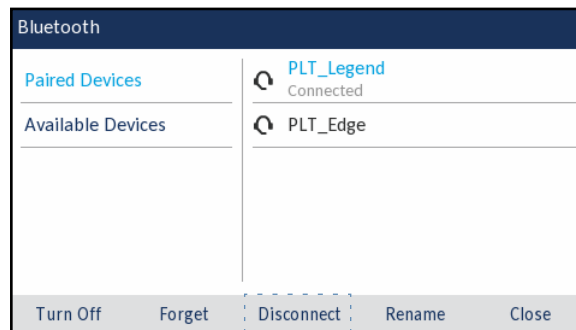 Bluetooth
Paired Devices
Available Devices
PLT_Legend
Connected
PLT_Edge
Turn Off Forget Disconnect Rename Close